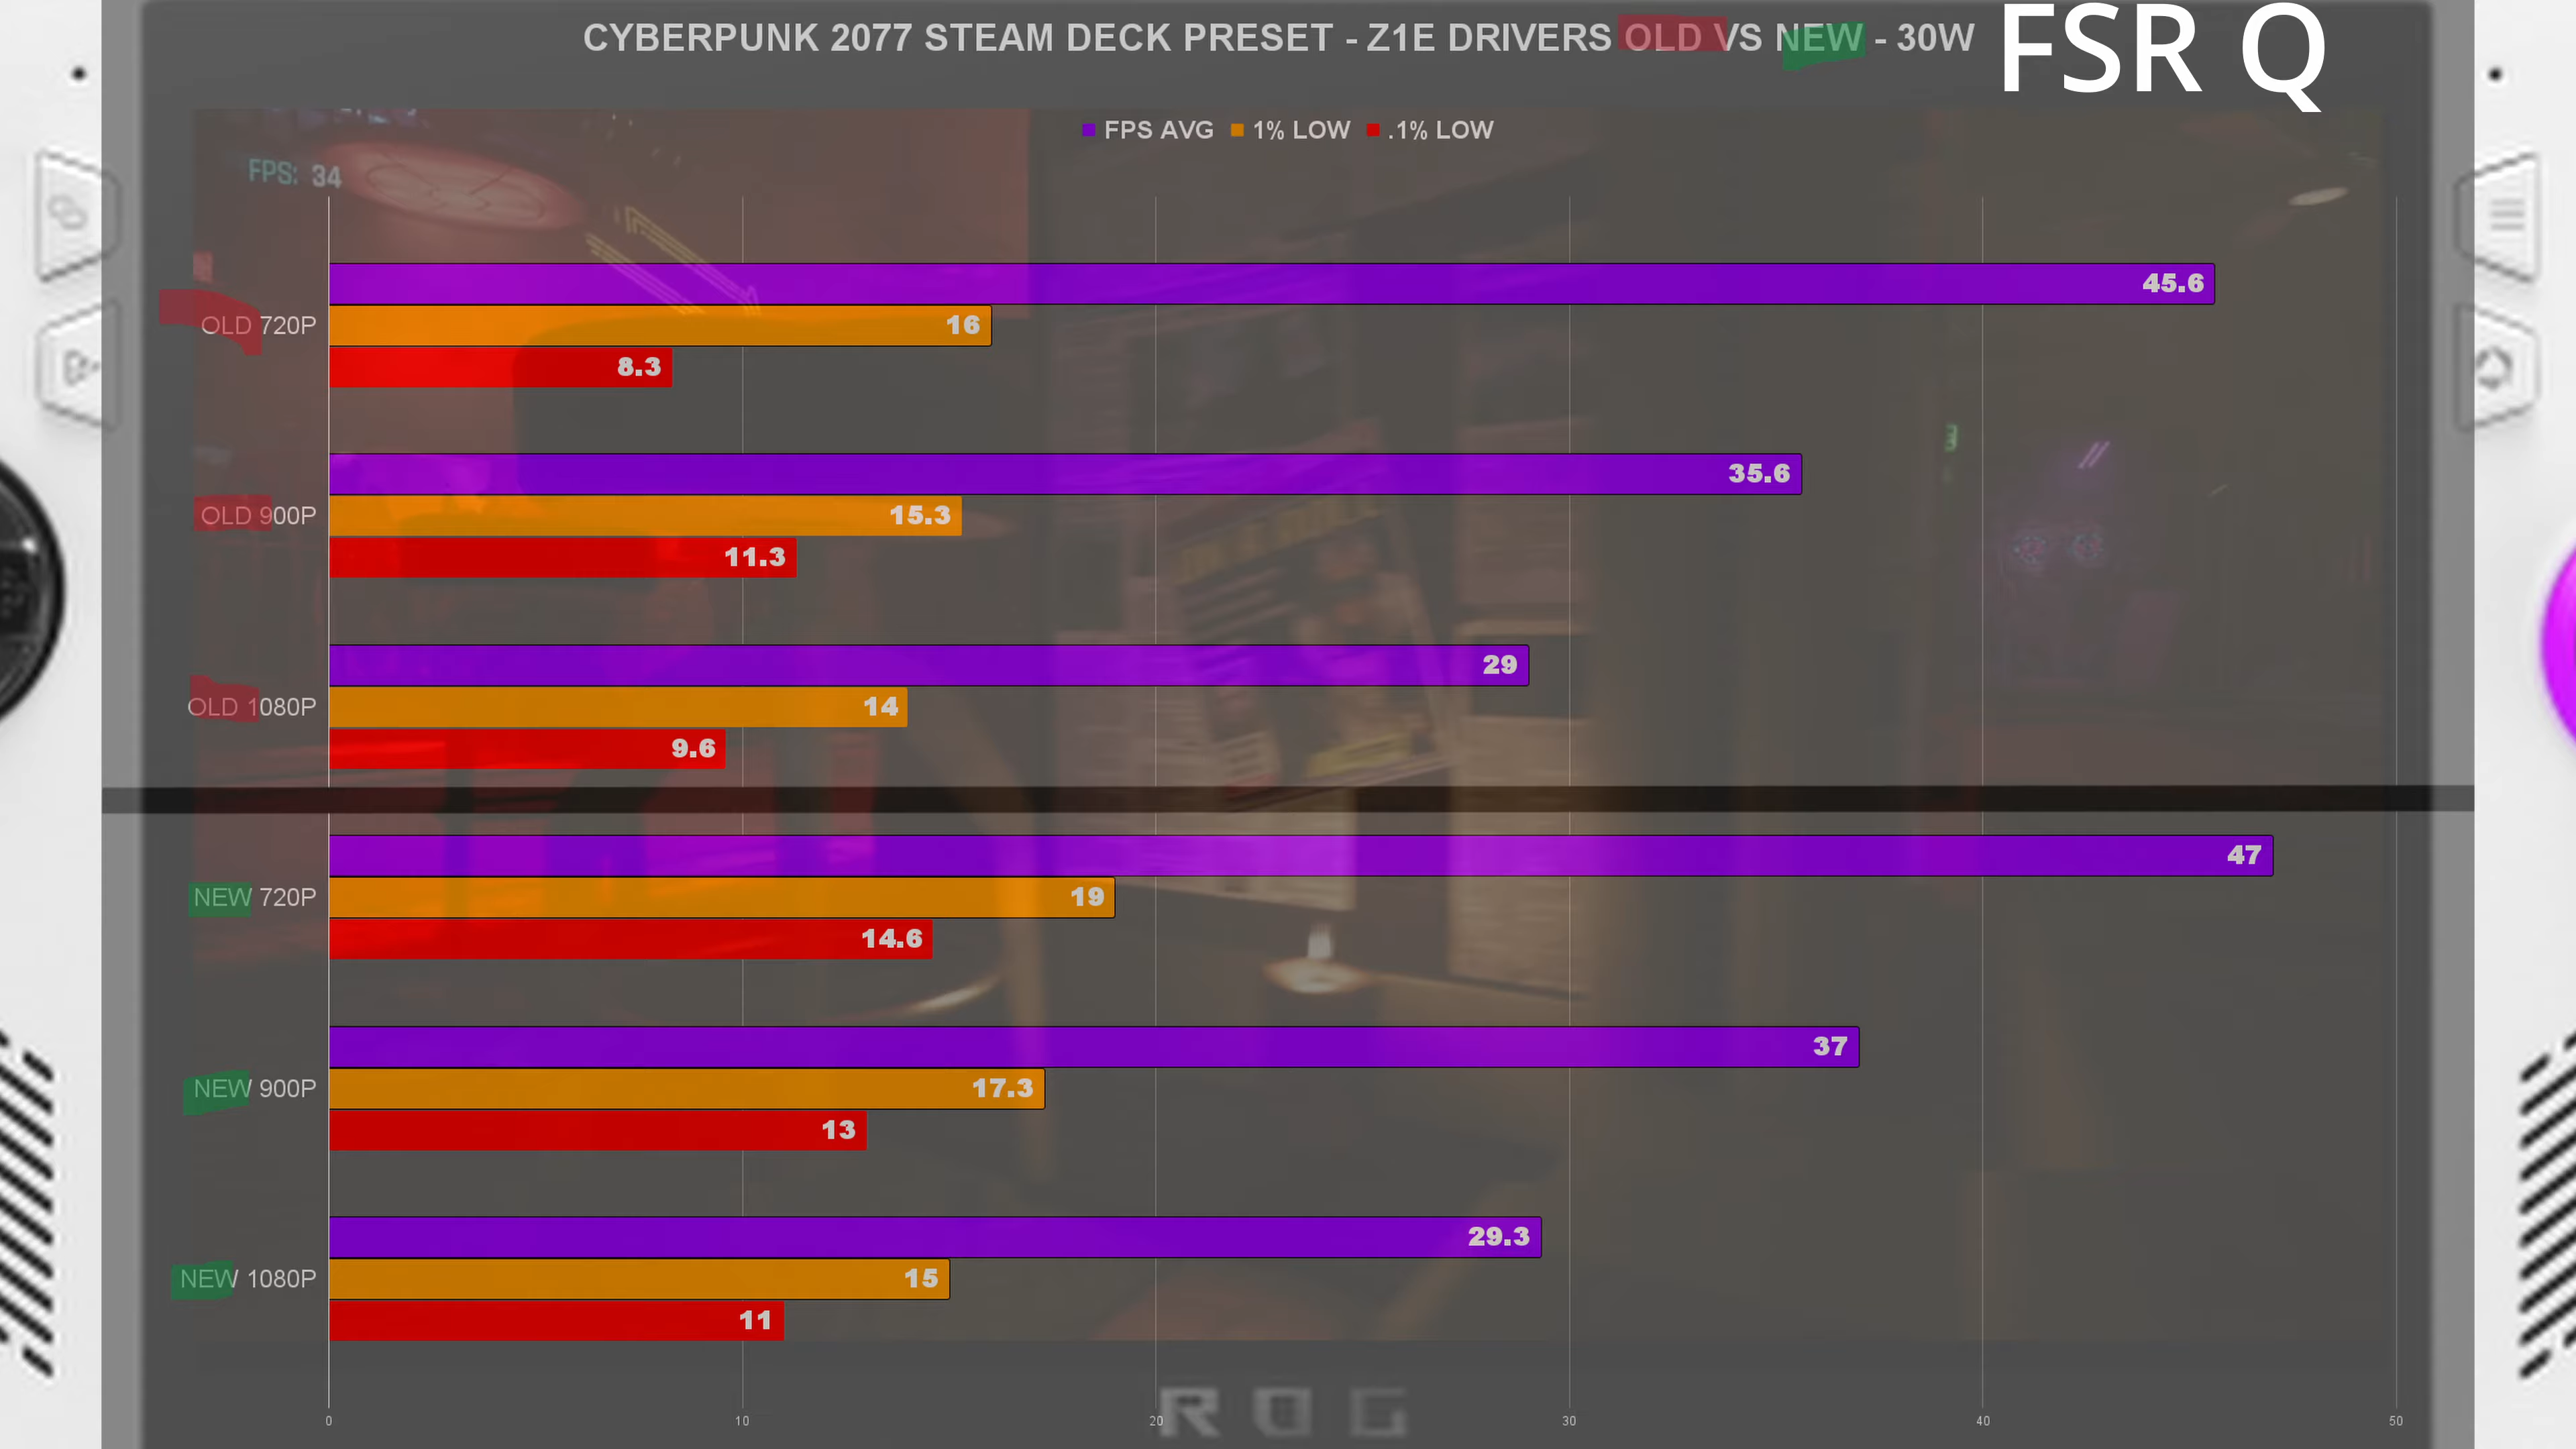 CYBERPUNK 2077 STEAM DECK PRESET - Z1E DRIVERS OLD VS NEW - 30W
FSR Q
FPS AVG 1% LOW .1% LOW
FPS: 34
45.6
OLD 720P
16
8.3
35.6
OLD 900P
15.3
11.3
29
OLD 1080P
14
9.6
47
NEW 720P
19
14.6
37
NEW 900P
17.3
13
29.3
NEW 1080P
15
11
ROG
0 10 20 30 40 50